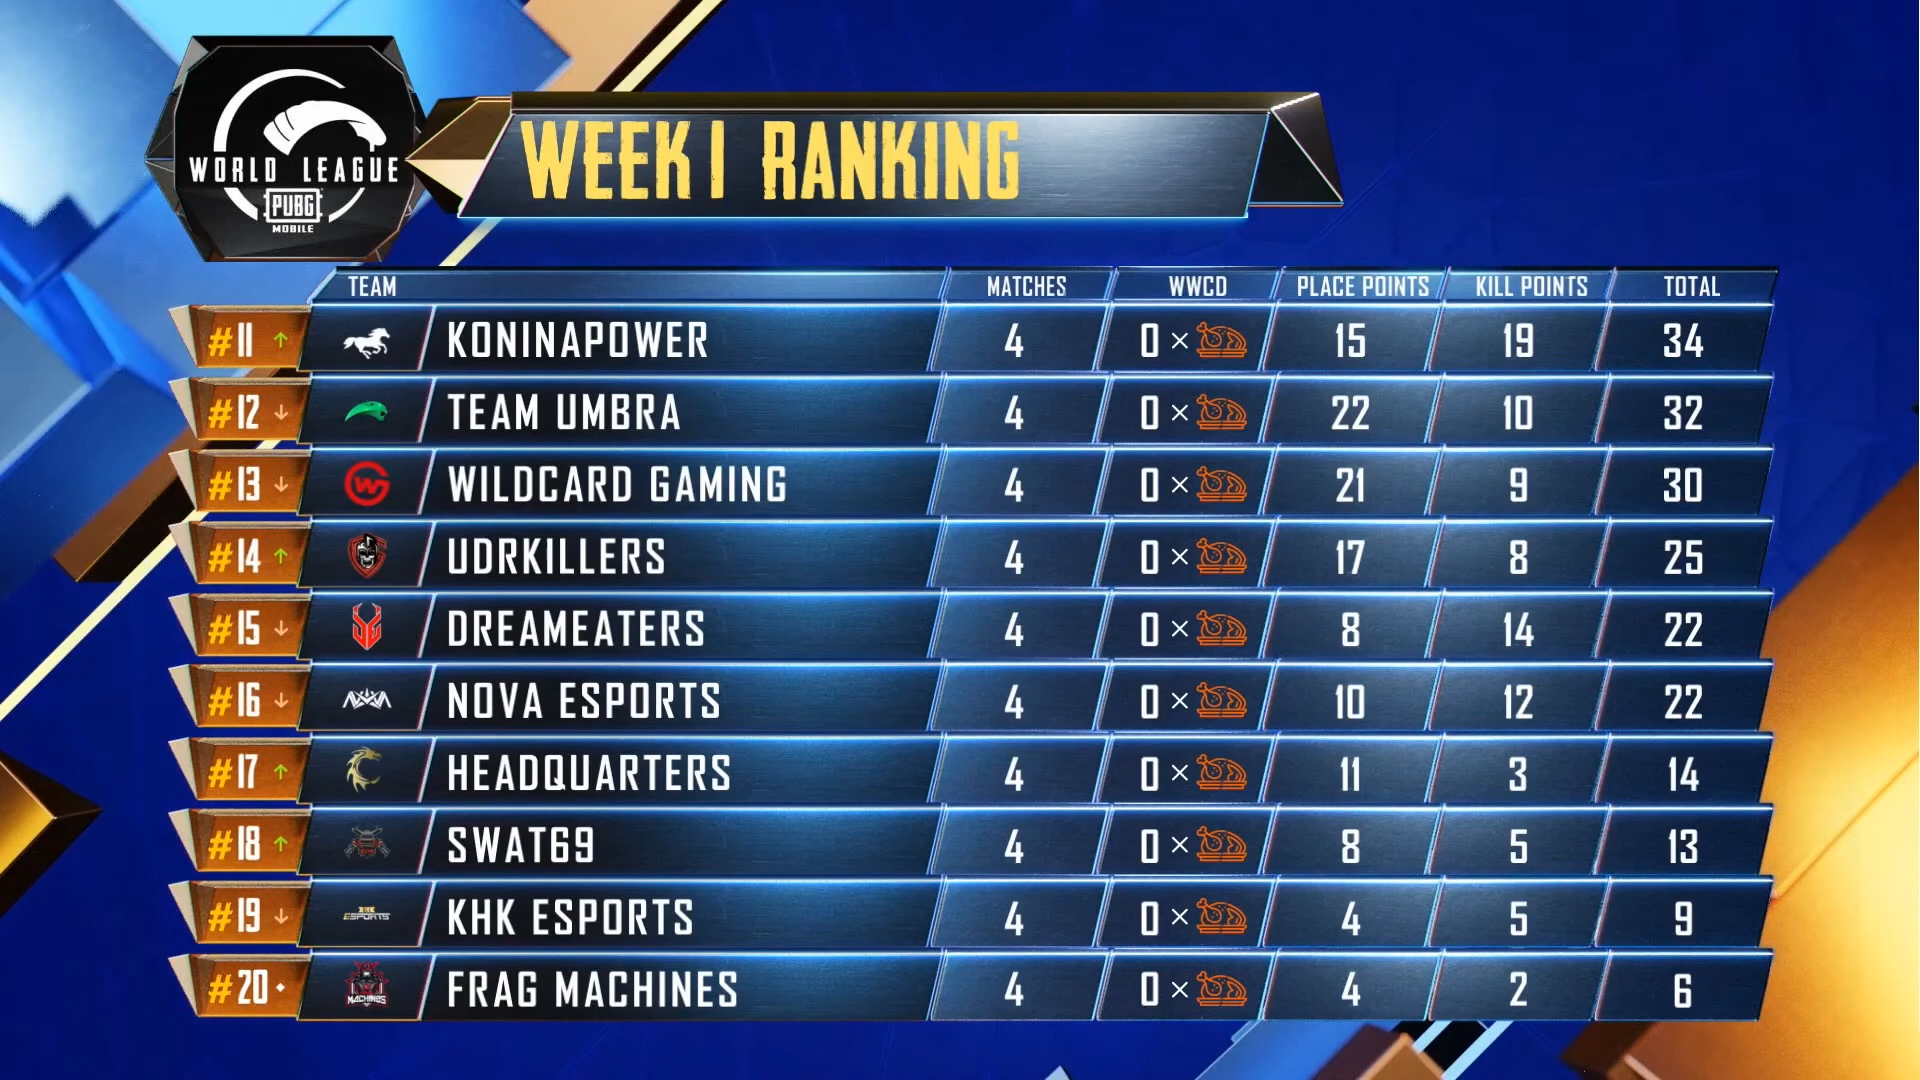 WORLD LEAGUE
PUBG
MOBILE
WEEK 1 RANKING
TEAM MATCHES WWCD PLACE POINTS KILL POINTS TOTAL
#11 KONINAPOWER 4 0 × 15 19 34
#12 TEAM UMBRA 4 0 × 22 10 32
#13 WILDCARD GAMING 4 0 × 21 9 30
#14 UDRKILLERS 4 0 × 17 8 25
#15 DREAMEATERS 4 0 × 8 14 22
#16 NOVA ESPORTS 4 0 × 10 12 22
#17 HEADQUARTERS 4 0 × 11 3 14
#18 SWAT69 4 0 × 8 5 13
#19 KHK ESPORTS KHK ESPORTS 4 0 × 4 5 9
#20 MACHINES FRAG MACHINES 4 0 × 4 2 6